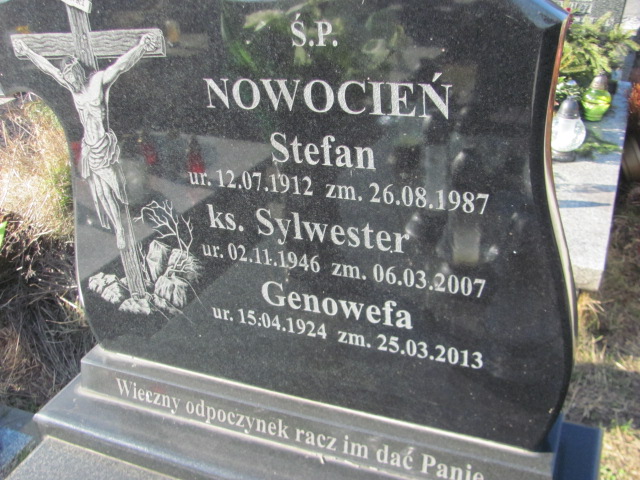 Ś.P.
NOWOCIEŃ
Stefan
ur. 12.07.1912 zm. 26.08.1987
ks. Sylwester
ur. 02.11.1946 zm. 06.03.2007
Genowefa
ur. 15.04.1924 zm. 25.03.2013
Wieczny odpoczynek racz im dać Panie